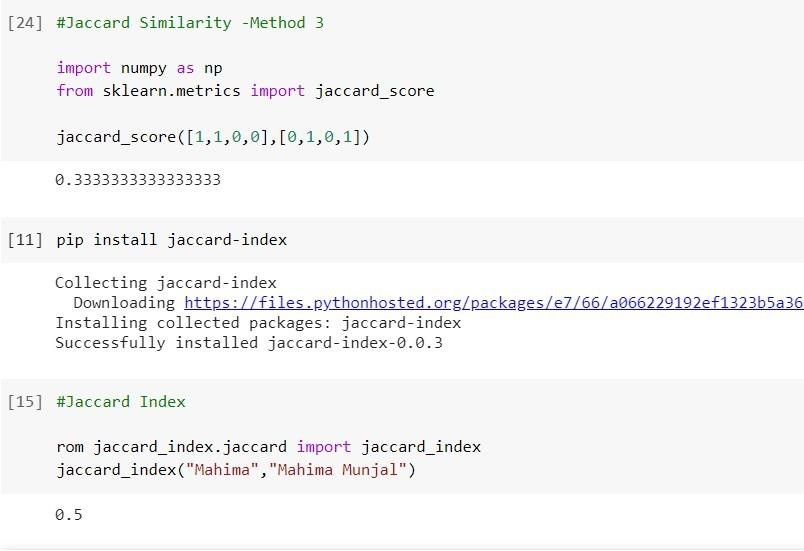 [24] #Jaccard Similarity -Method 3
import numpy as np
from sklearn.metrics import jaccard_score
jaccard_score([1,1,0,0],[0,1,0,1])
0.3333333333333333
[11] pip install jaccard-index
Collecting jaccard-index
Downloading https://files.pythonhosted.org/packages/e7/66/a066229192ef1323b5a36
Installing collected packages: jaccard-index
Successfully installed jaccard-index-0.0.3
[15] #Jaccard Index
rom jaccard_index.jaccard import jaccard_index
jaccard_index("Mahima","Mahima Munjal")
0.5